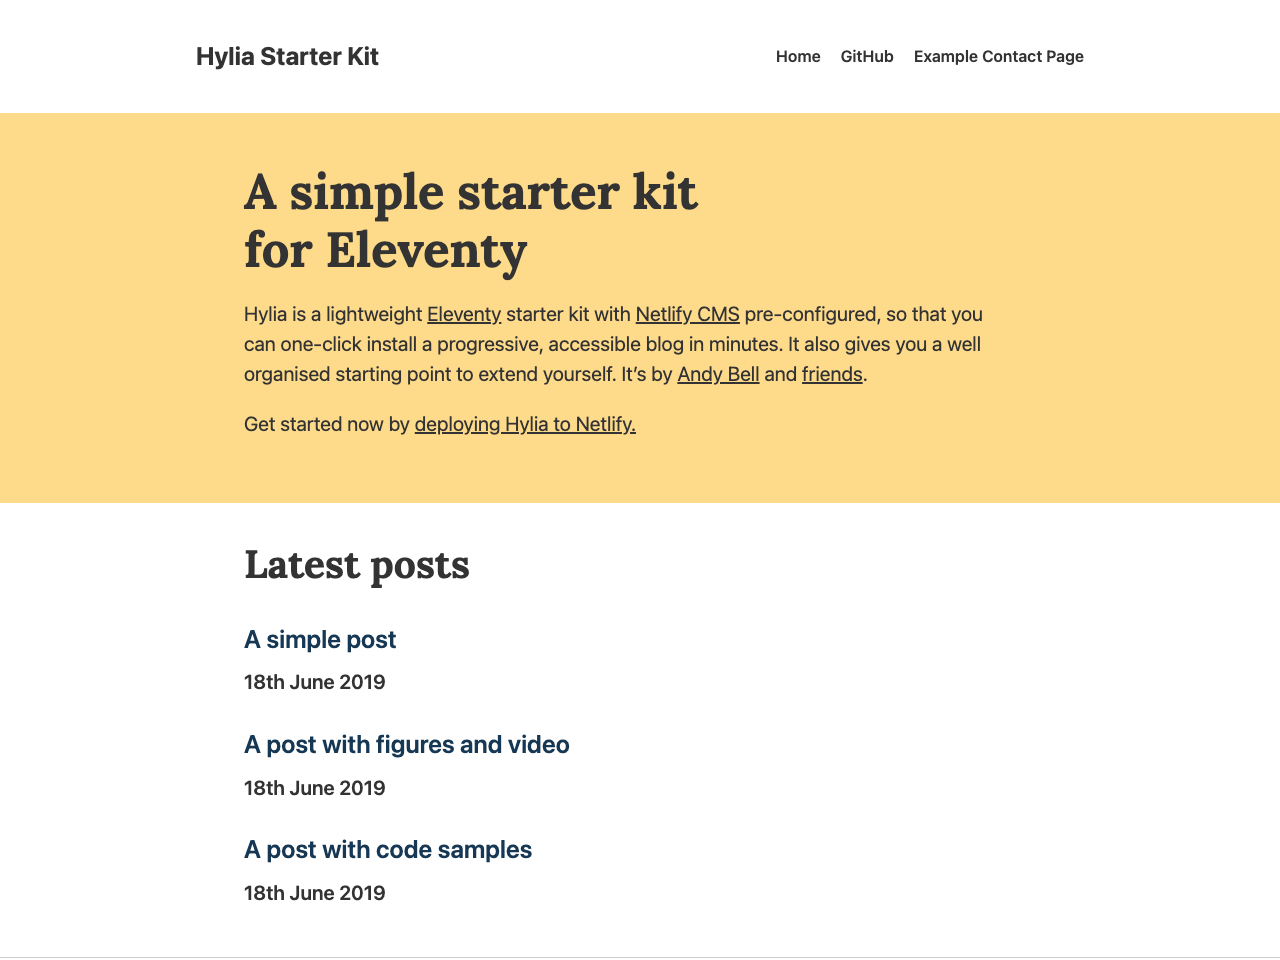 Hylia Starter Kit
Home GitHub Example Contact Page
A simple starter kit
for Eleventy
Hylia is a lightweight Eleventy starter kit with Netlify CMS pre-configured, so that you
can one-click install a progressive, accessible blog in minutes. It also gives you a well
organised starting point to extend yourself. It’s by Andy Bell and friends.
Get started now by deploying Hylia to Netlify.
Latest posts
A simple post
18th June 2019
A post with figures and video
18th June 2019
A post with code samples
18th June 2019